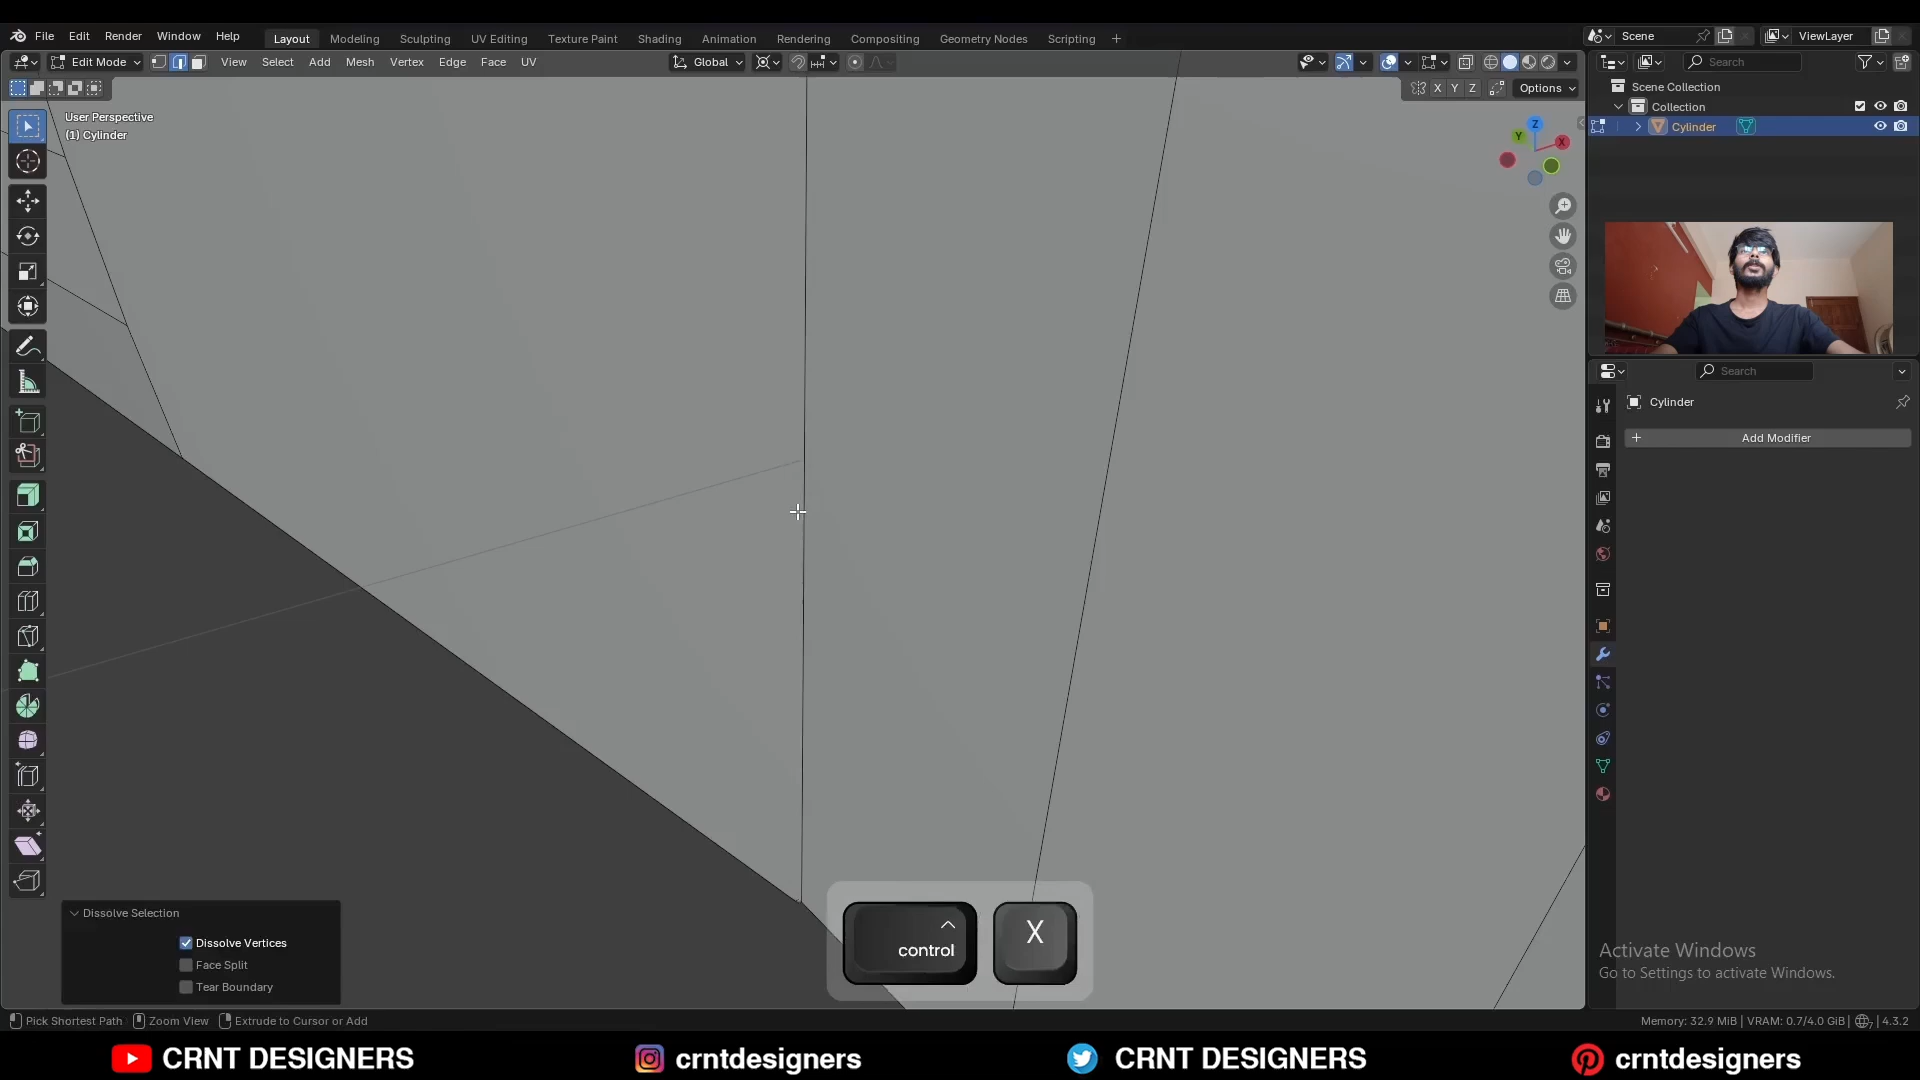 File Edit Render Window Help Layout Modeling Sculpting UV Editing Texture Paint Shading Animation Rendering Compositing Geometry Nodes Scripting + Scene ViewLayer
Edit Mode View Select Add Mesh Vertex Edge Face UV Global Search
X Y Z Options
User Perspective
(1) Cylinder
Z
Y
X
Scene Collection
Collection
Cylinder
Search
Cylinder
+ Add Modifier
Dissolve Selection
Dissolve Vertices
Face Split
Tear Boundary
control
X
Activate Windows
Go to Settings to activate Windows.
Pick Shortest Path Zoom View Extrude to Cursor or Add Memory: 32.9 MiB | VRAM: 0.7/4.0 GiB | 7 | 4.3.2
CRNT DESIGNERS crntdesigners CRNT DESIGNERS crntdesigners